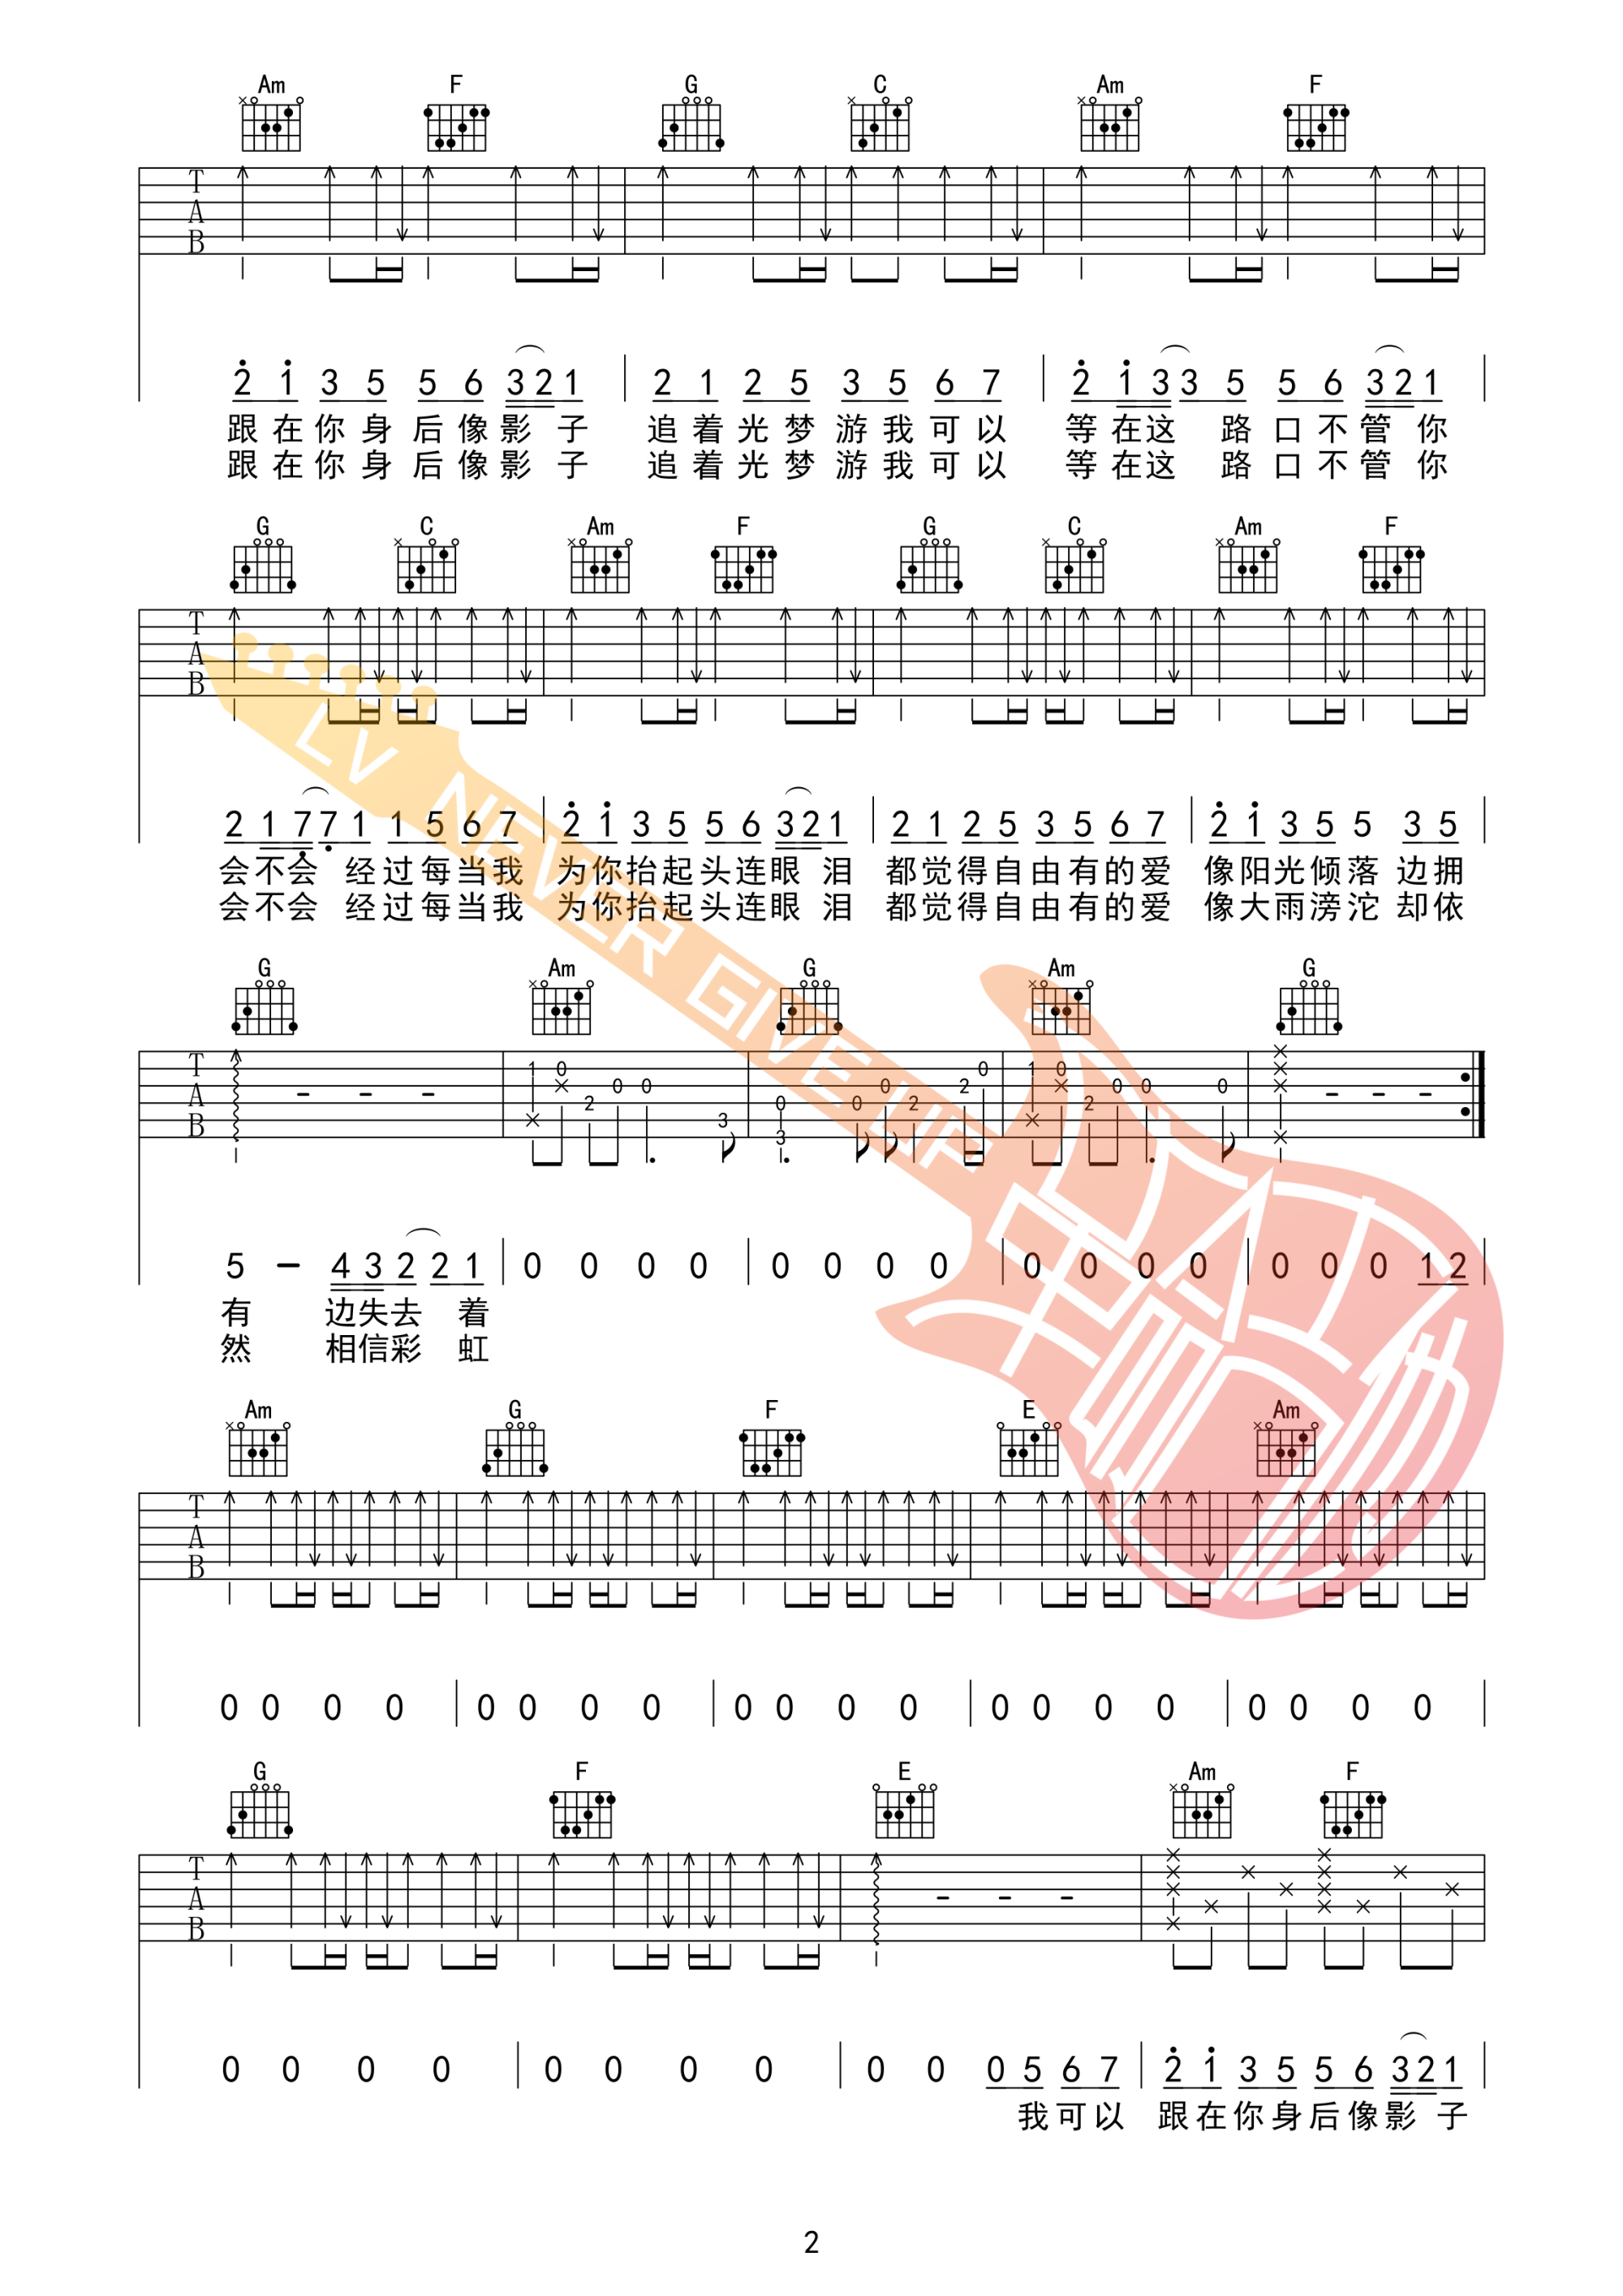 Am F G C Am F
T
A
B
2 1 3 5 5 6 3 2 1 2 1 2 5 3 5 6 7 2 1 3 3 5 5 6 3 2 1
跟在你身后像影子 追着光梦游我可以 等在这 路口不管你
跟在你身后像影子 追着光梦游我可以 等在这 路口不管你
G C Am F G C Am F
T
A
B
2 1 7 7 1 1 5 6 7 2 1 3 5 5 6 3 2 1 2 1 2 5 3 5 6 7 2 1 3 5 5 3 5
会不会 经过每当我 为你抬起头连眼泪 都觉得自由有的爱 像阳光倾落 边拥
会不会 经过每当我 为你抬起头连眼泪 都觉得自由有的爱 像大雨滂沱 却依
LV NEVER GIVE UP
G Am G Am G
T
A
B
1 0 2 0 0 3 0 3 0 0 2 2 0 1 0 2 0 0 0
5 - 4 3 2 2 1 0 0 0 0 0 0 0 0 0 0 0 0 0 0 0 1 2
有 边失去 着
然 相信彩 虹
Am G F E Am
T
A
B
0 0 0 0 0 0 0 0 0 0 0 0 0 0 0 0 0 0 0 0
G F E Am F
T
A
B
0 0 0 0 0 0 0 0 0 0 0 5 6 7 2 1 3 5 5 6 3 2 1
我可以 跟在你身后像影子
2